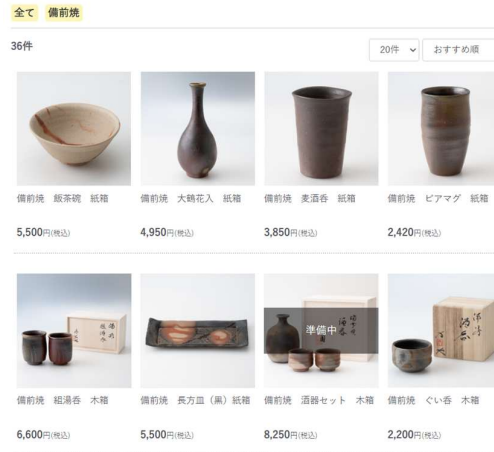 全て 備前焼
36件
20件 おすすめ順
備前焼 飯茶碗 紙箱
備前焼 大鶴花入 紙箱
備前焼 麦酒呑 紙箱
備前焼 ビアマグ 紙箱
5,500円(税込)
4,950円(税込)
3,850円(税込)
2,420円(税込)
準備中
備前焼 組湯呑 木箱
備前焼 長方皿(黒)紙箱
備前焼 酒器セット 木箱
備前焼 ぐい呑 木箱
6,600円(税込)
5,500円(税込)
8,250円(税込)
2,200円(税込)